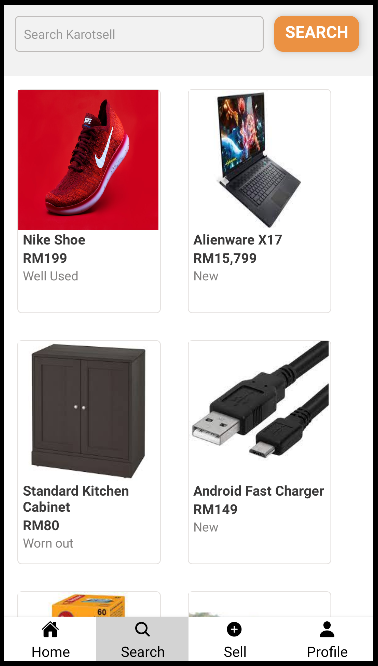 Search Karotsell
SEARCH
Nike Shoe
RM199
Well Used
Alienware X17
RM15,799
New
Standard Kitchen
Cabinet
RM80
Worn out
Android Fast Charger
RM149
New
60
Home
Search
Sell
Profile